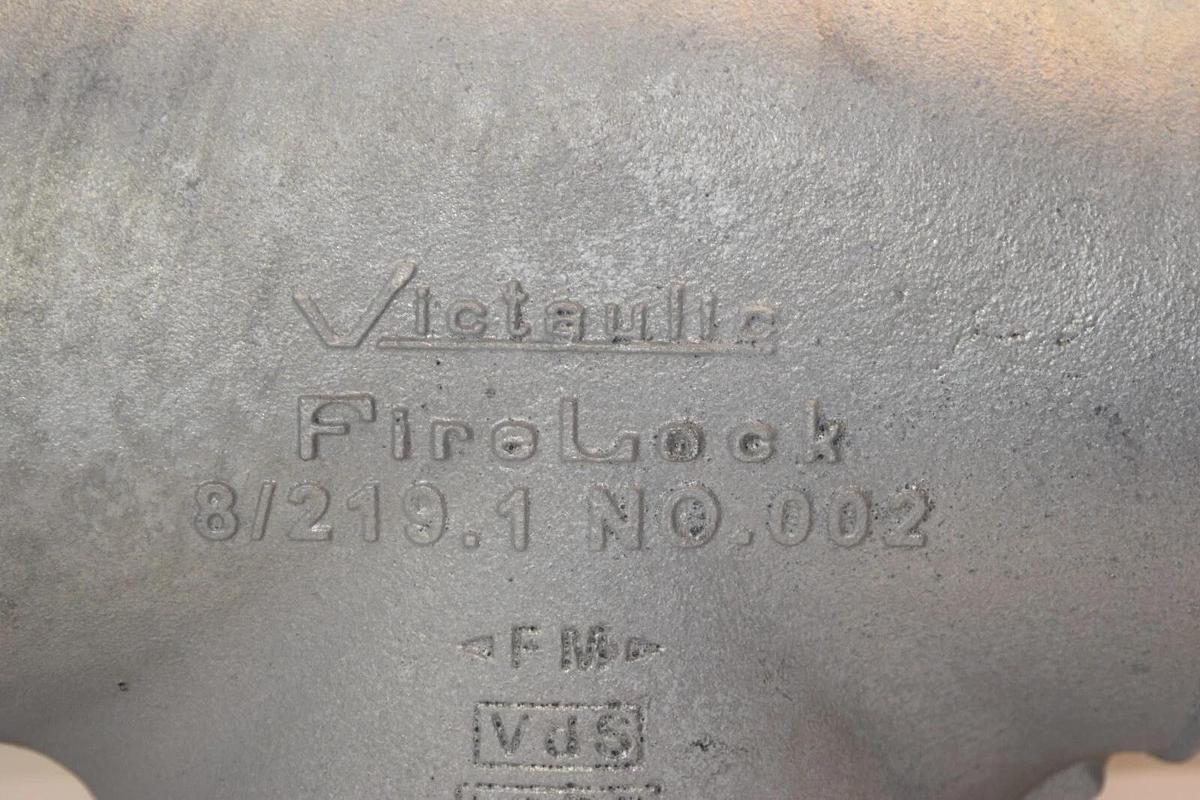 Victaulic
FireLock
8/219.1 NO.002
FM
VdS